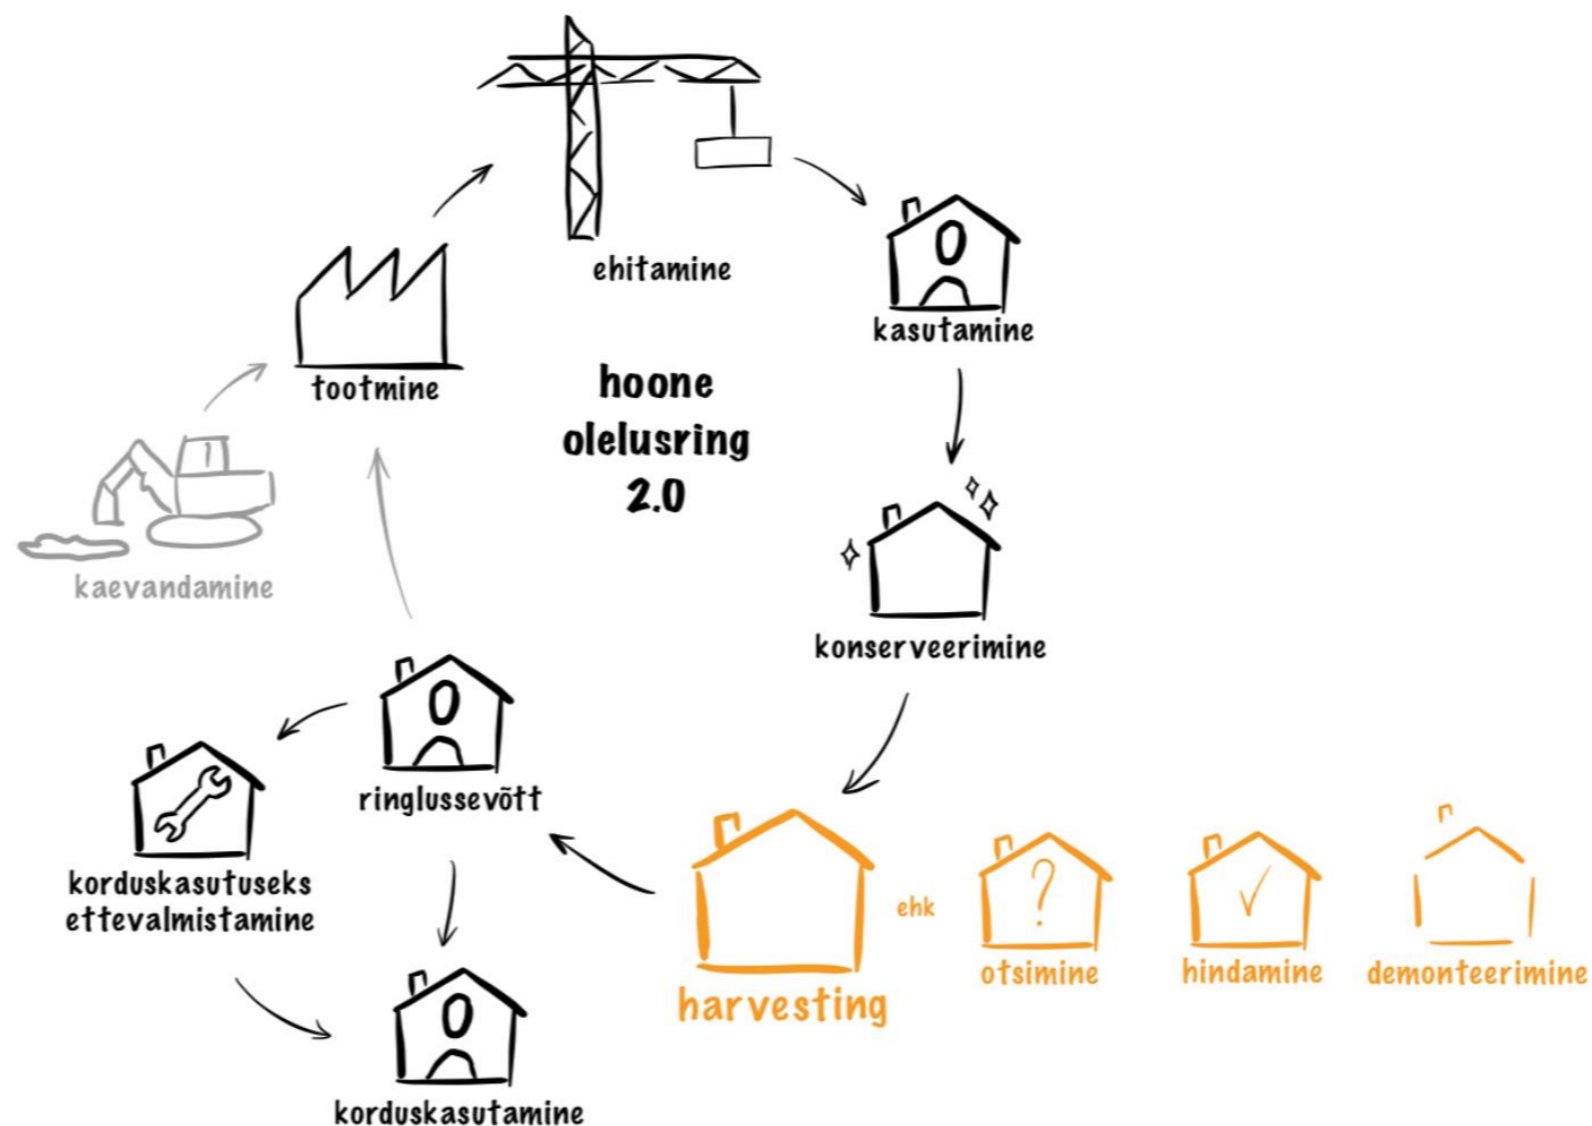 ehitamine
kasutamine
tootmine
hoone
olelusring
2.0
kaevandamine
konserveerimine
ringlussevõtt
korduskasutuseks
ettevalmistamine
harvesting
ehk
otsimine
hindamine
demonteerimine
korduskasutamine